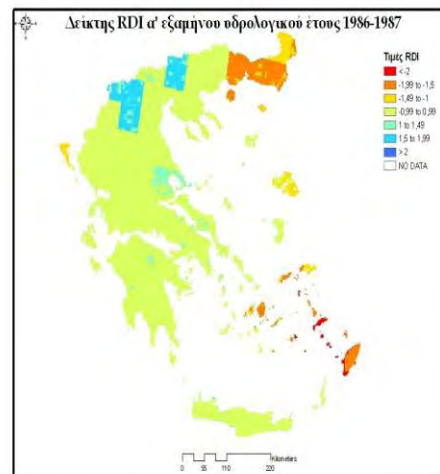 Δείκτης RDI α' εξαμήνου υδρολογικού έτους 1986-1987
Τιμές RDI
< -2
-1,99 to -1,5
-1,49 to -1
-0,99 to 0,99
1 to 1,49
1,5 to 1,99
> 2
NO DATA
Kilometers
0 55 110 220